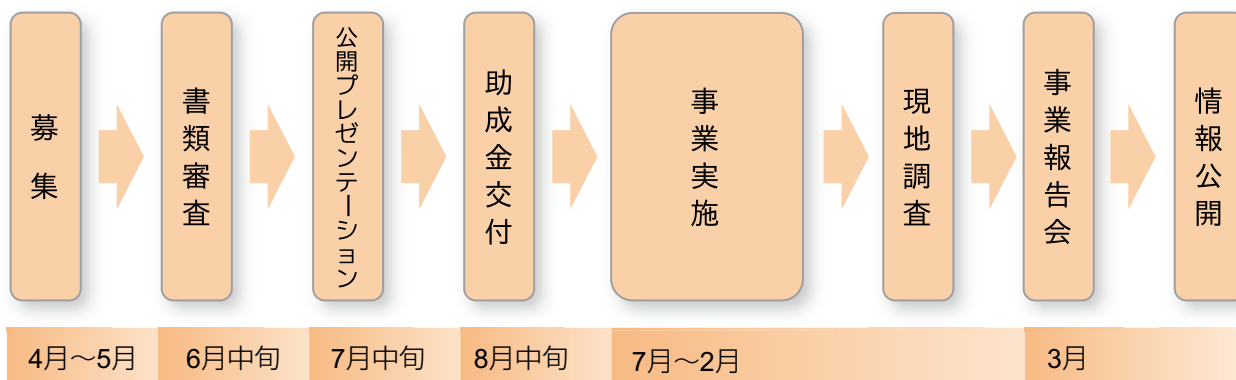 募集
書類審査
公開プレゼンテーション
助成金交付
事業実施
現地調査
事業報告会
情報公開
4月～5月
6月中旬
7月中旬
8月中旬
7月～2月
3月